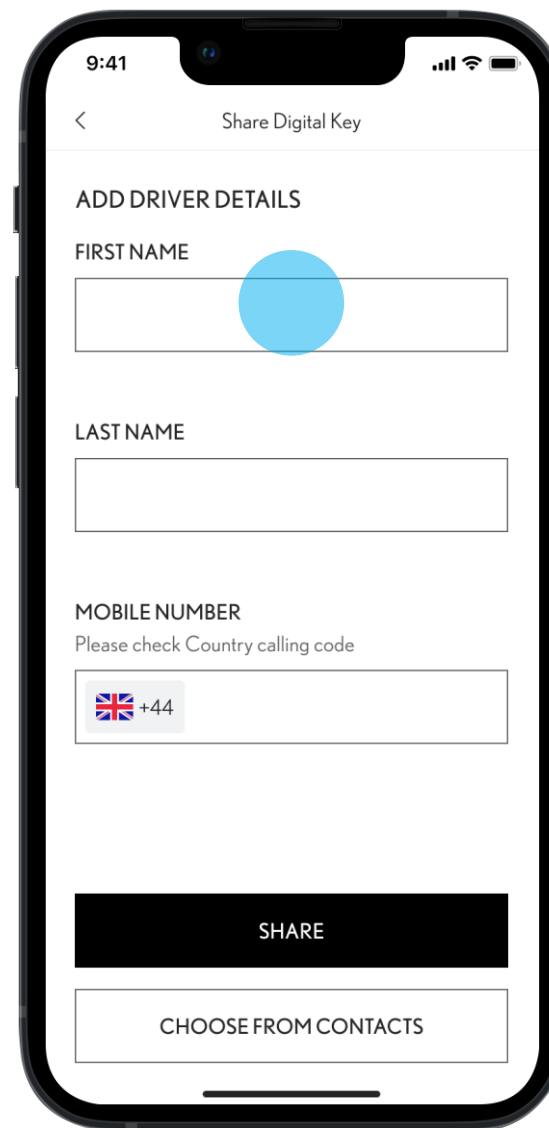 9:41
Share Digital Key
ADD DRIVER DETAILS
FIRST NAME
LAST NAME
MOBILE NUMBER
Please check Country calling code
+44
SHARE
CHOOSE FROM CONTACTS